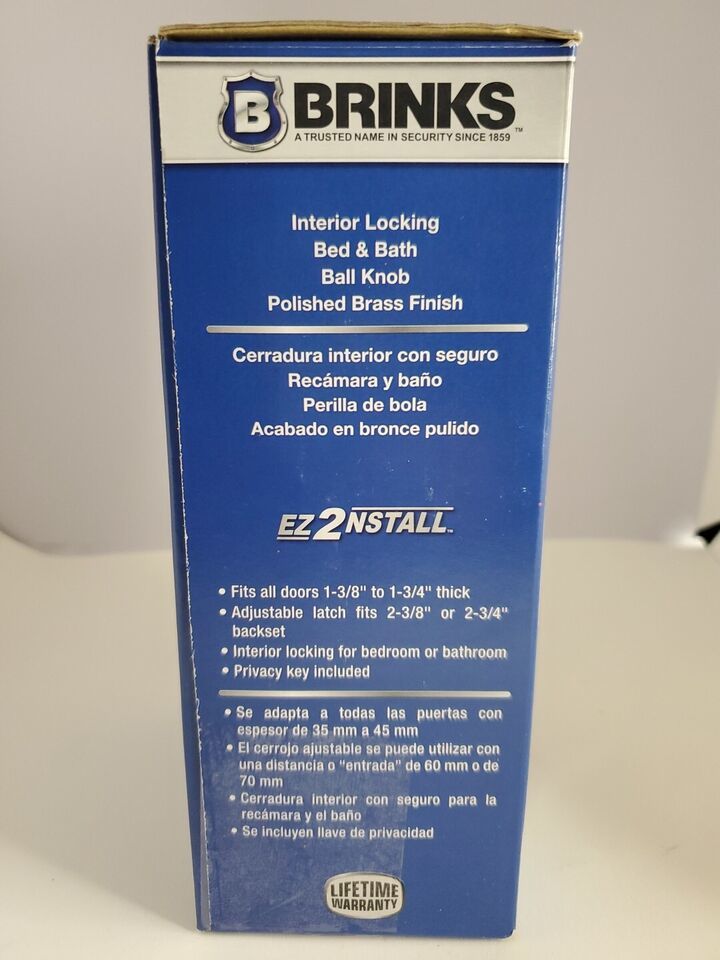 B BRINKS
A TRUSTED NAME IN SECURITY SINCE 1859 ™
Interior Locking
Bed & Bath
Ball Knob
Polished Brass Finish
Cerradura interior con seguro
Recámara y baño
Perilla de bola
Acabado en bronce pulido
EZ2NSTALL™
• Fits all doors 1-3/8" to 1-3/4" thick
• Adjustable latch fits 2-3/8" or 2-3/4"
backset
• Interior locking for bedroom or bathroom
• Privacy key included
• Se adapta a todas las puertas con
espesor de 35 mm a 45 mm
• El cerrojo ajustable se puede utilizar con
una distancia o “entrada” de 60 mm o de
70 mm
• Cerradura interior con seguro para la
recámara y el baño
• Se incluyen llave de privacidad
LIFETIME
WARRANTY